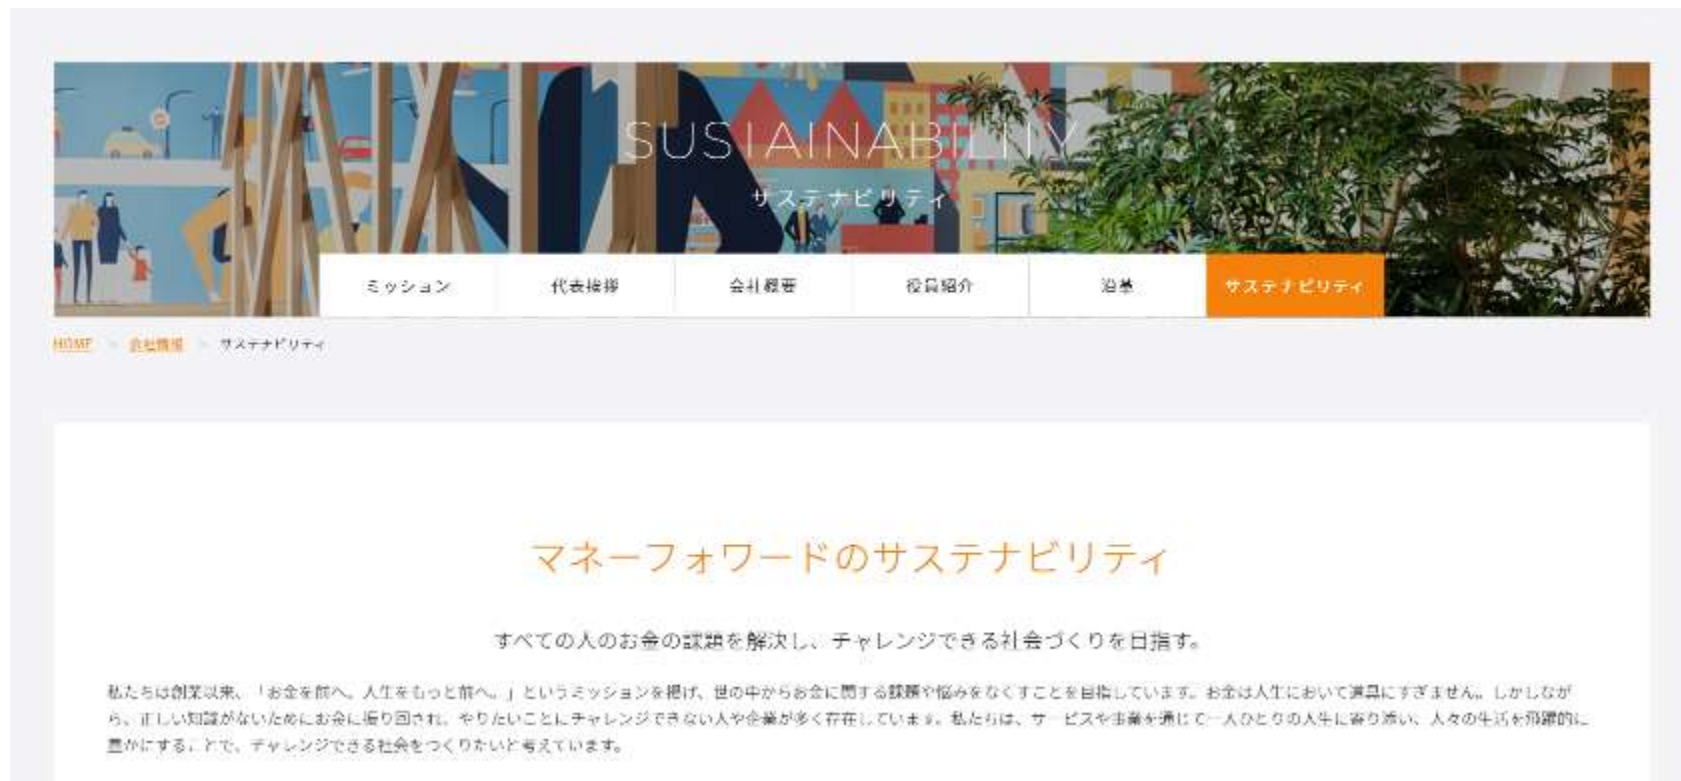 SUSTAINABILITY
サステナビリティ
ミッション 代表挨拶 会社概要 役員紹介 沿革 サステナビリティ
HOME > 会社情報 > サステナビリティ
マネーフォワードのサステナビリティ
すべての人のお金の課題を解決し、チャレンジできる社会づくりを目指す。
私たちは創業以来、「お金を前へ。人生をもっと前へ。」というミッションを掲げ、世の中からお金に関する課題や悩みをなくすことを目指しています。お金は人生において道具にすぎません。しかしなが
ら、正しい知識がないためにお金に振り回され、やりたいことにチャレンジできない人や企業が多く存在しています。私たちは、サービスや事業を通じて一人ひとりの人生に寄り添い、人々の生活を飛躍的に
豊かにすることで、チャレンジできる社会をつくりたいと考えています。